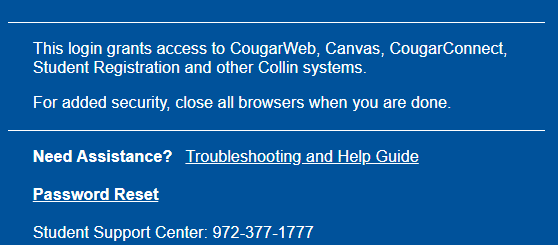 This login grants access to CougarWeb, Canvas, CougarConnect,
Student Registration and other Collin systems.
For added security, close all browsers when you are done.
Need Assistance? Troubleshooting and Help Guide
Password Reset
Student Support Center: 972-377-1777